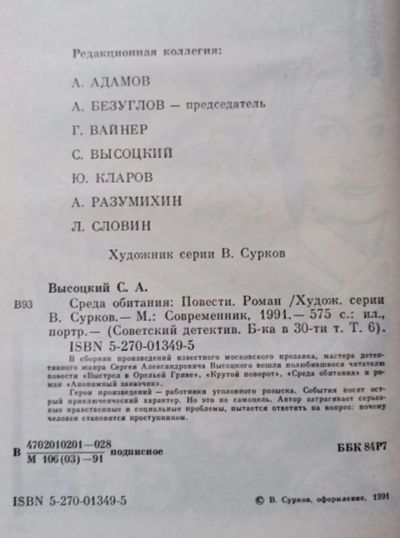 Редакционная коллегия:
А. АДАМОВ
А. БЕЗУГЛОВ — председатель
Г. ВАЙНЕР
С. ВЫСОЦКИЙ
Ю. КЛАРОВ
А. РАЗУМИХИН
Л. СЛОВИН
Художник серии В. Сурков
Высоцкий С. А.
В93 Среда обитания: Повести. Роман /Худож. серии
В. Сурков.— М.: Современник, 1991.— 575 с.: ил.,
портр.— (Советский детектив. Б-ка в 30-ти т. Т. 6).
ISBN 5-270-01349-5
В сборник произведений известного московского прозаика, мастера детек-
тивного жанра Сергея Александровича Высоцкого вошли полюбившиеся читателю
повести «Выстрел в Орельей Гриве», «Крутой поворот», «Среда обитания» и ро-
ман «Анонимный заказчик».
Герои произведений — работники уголовного розыска. События носят ост-
рый приключенческий характер. Но это не самоцель. Автор затрагивает серьез-
ные нравственные и социальные проблемы, пытается ответить на вопрос: почему
человек становится преступником.
В 4702010201—028
М 106(03)—91 подписное
ББК 84Р7
ISBN 5-270-01349-5
© В. Сурков, оформление, 1991